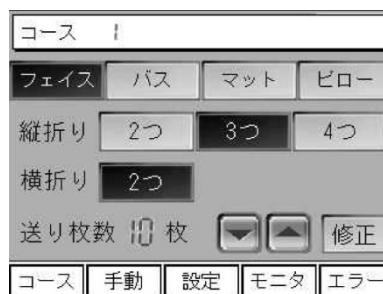 コース 1
フェイス バス マット ピロー
縦折り 2つ 3つ 4つ
横折り 2つ
送り枚数 10 枚 修正
コース 手動 設定 モニタ エラー